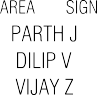 AREA SIGN
PARTH J
DILIP V
VIJAY Z